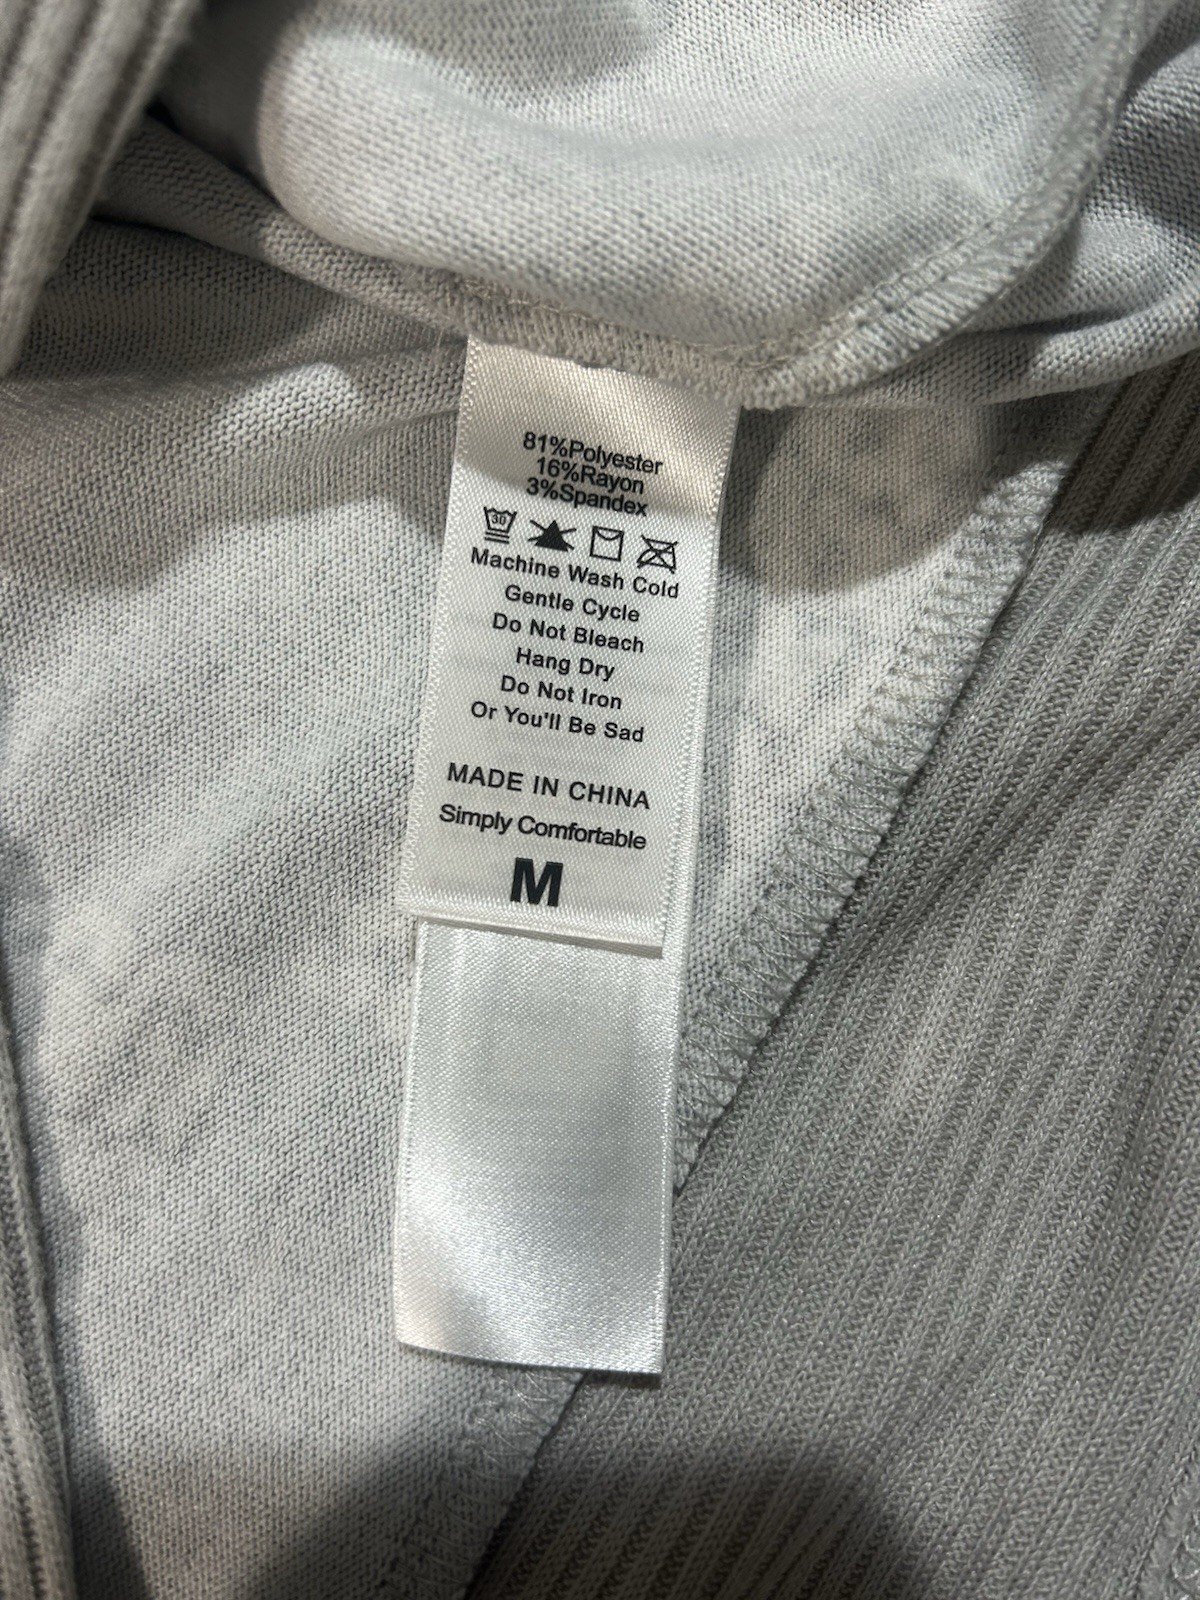 81%Polyester
16%Rayon
3%Spandex
30
Machine Wash Cold
Gentle Cycle
Do Not Bleach
Hang Dry
Do Not Iron
Or You'll Be Sad
MADE IN CHINA
Simply Comfortable
M